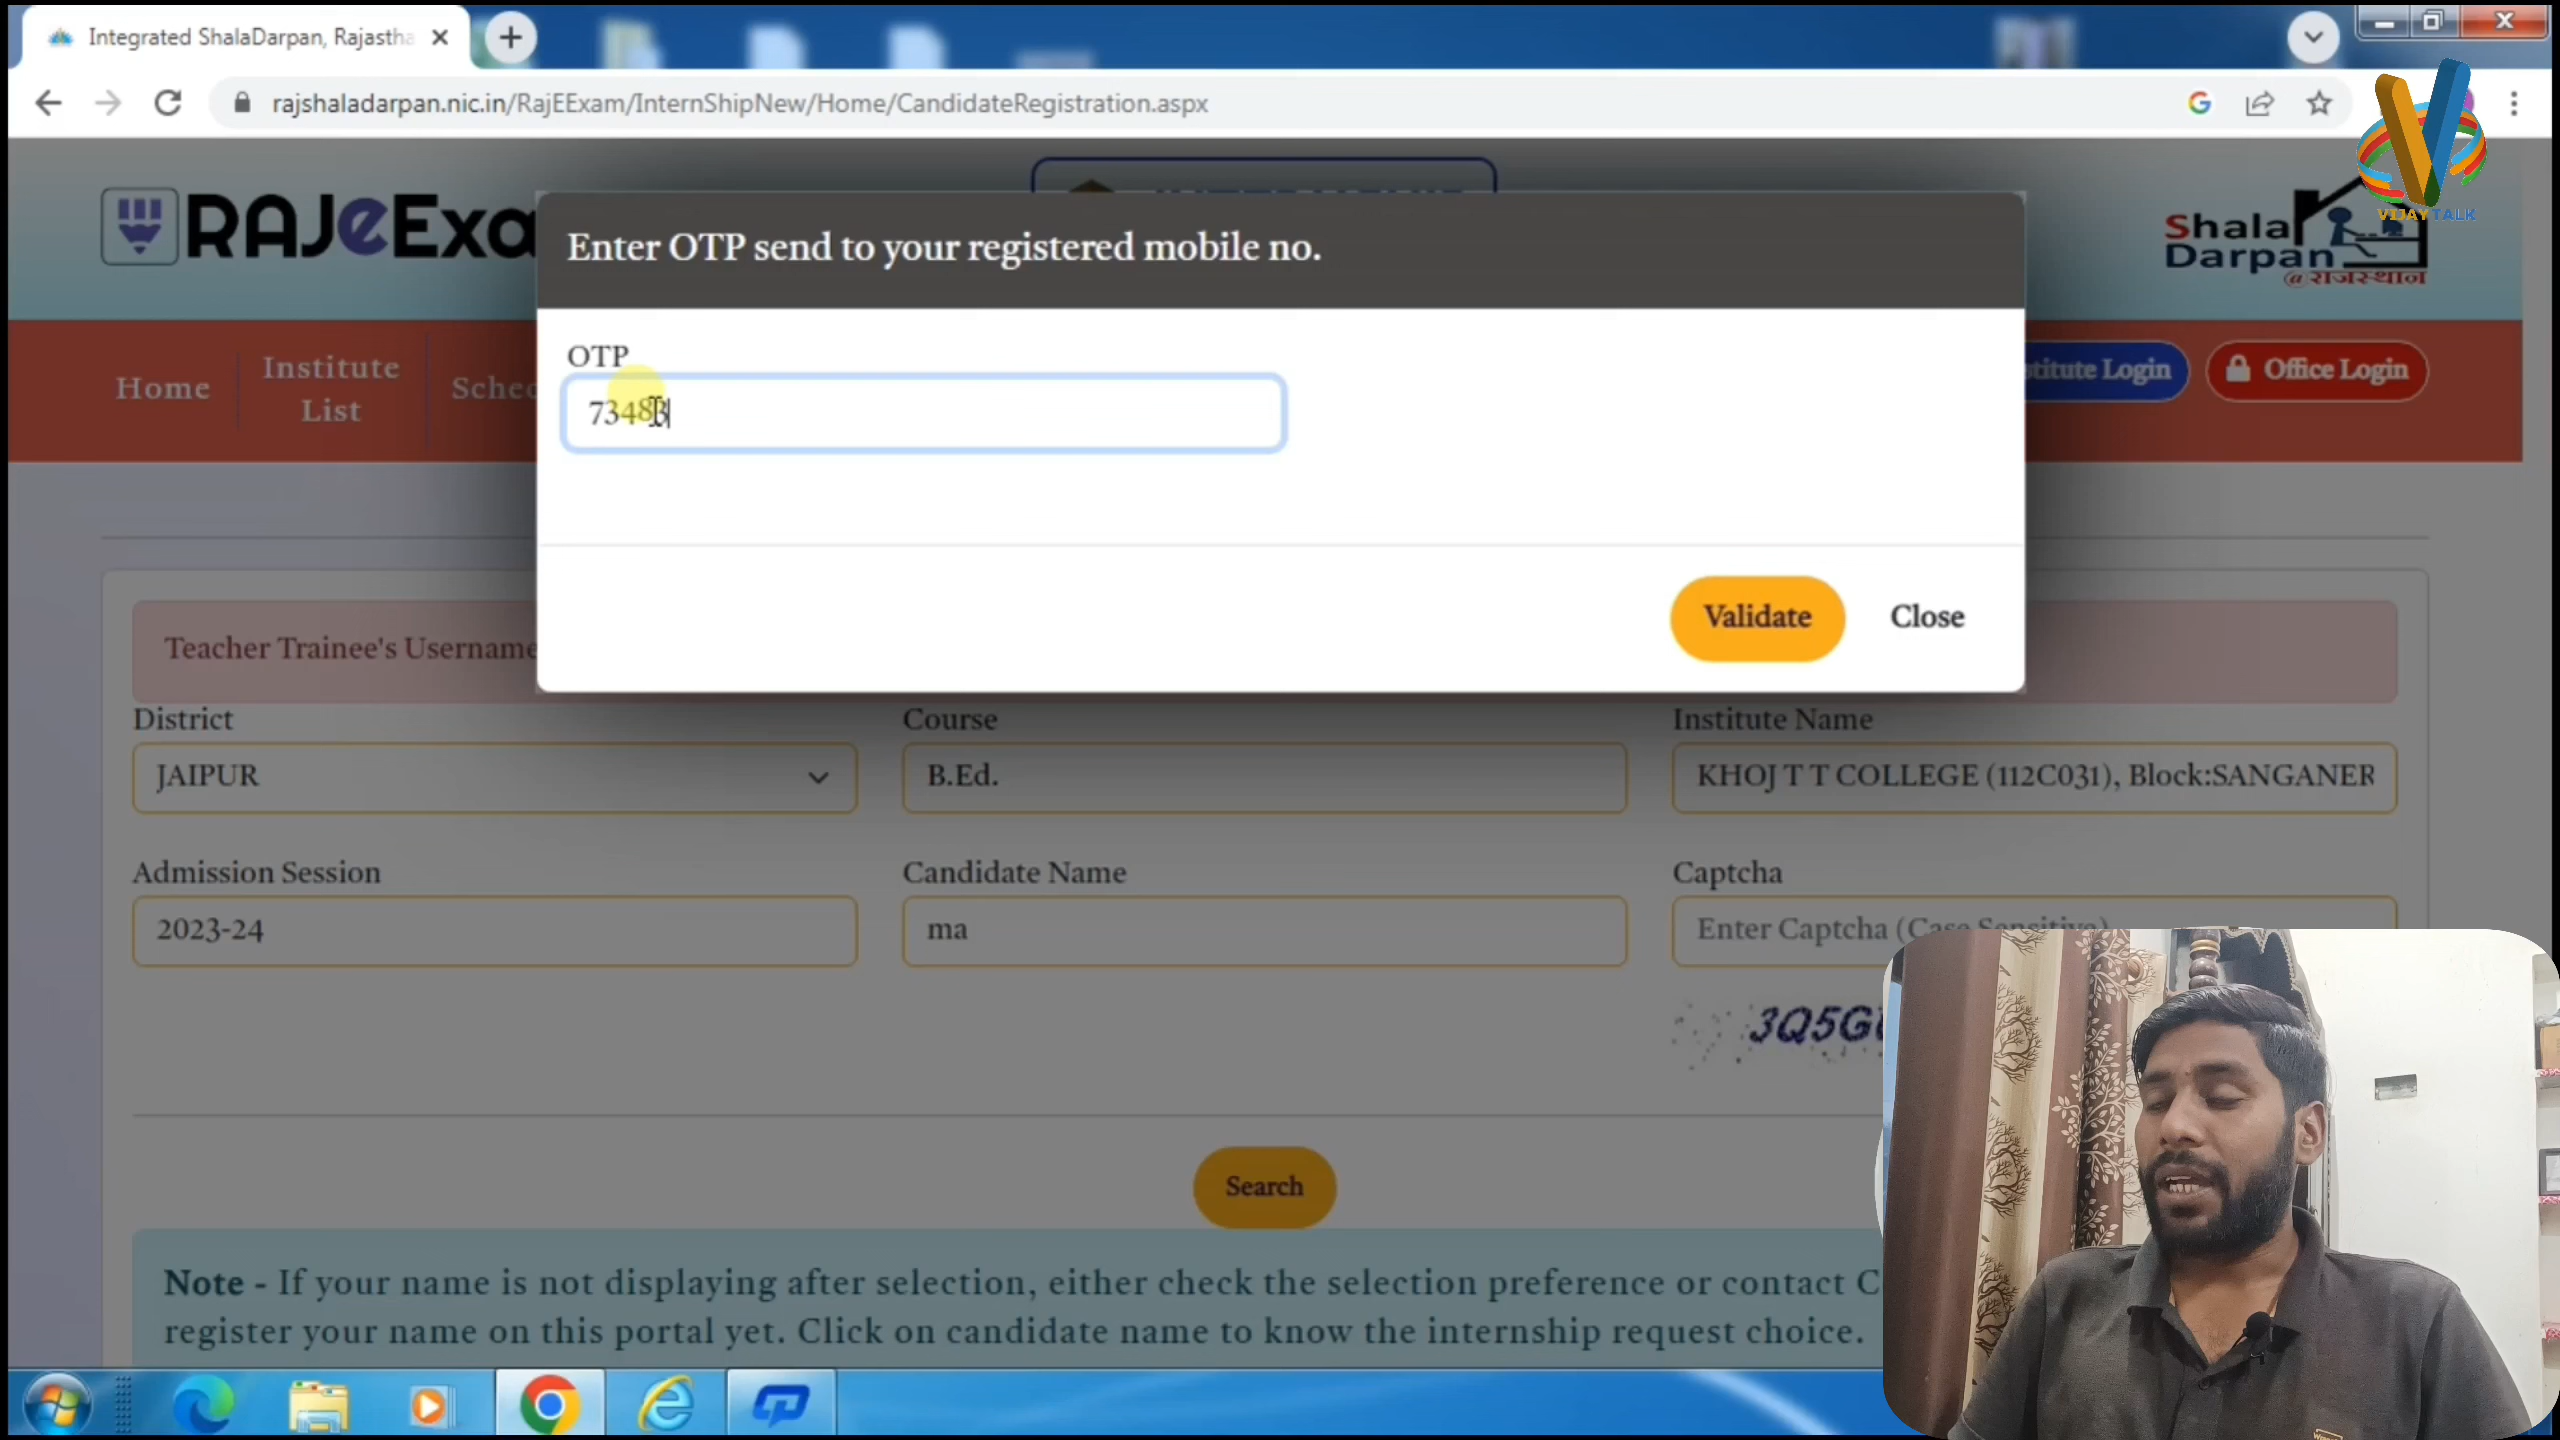 Integrated ShalaDarpan, Rajastha
rajshaladarpan.nic.in/RajEExam/InternShipNew/Home/CandidateRegistration.aspx
VIJAY TALK
RAJeExa
Shala
Darpan
@राजस्थान
Enter OTP send to your registered mobile no.
Home
Institute
List
Sched
titute Login
Office Login
OTP
73483
Validate
Close
Teacher Trainee's Username
District
Course
Institute Name
JAIPUR
B.Ed.
KHOJ T T COLLEGE (112C031), Block:SANGANER
Admission Session
Candidate Name
Captcha
2023-24
ma
Enter Captcha (Case Sensitive)
3Q5G
Search
Note - If your name is not displaying after selection, either check the selection preference or contact C
register your name on this portal yet. Click on candidate name to know the internship request choice.